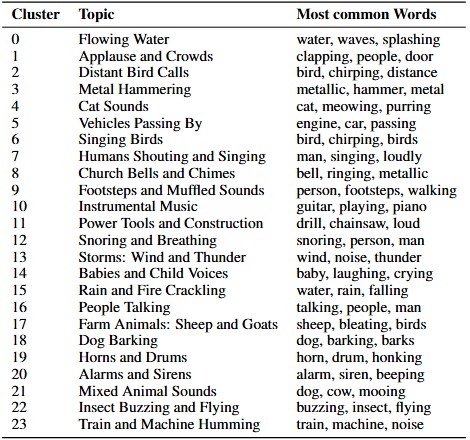 Cluster Topic Most common Words
0 Flowing Water water, waves, splashing
1 Applause and Crowds clapping, people, door
2 Distant Bird Calls bird, chirping, distance
3 Metal Hammering metallic, hammer, metal
4 Cat Sounds cat, meowing, purring
5 Vehicles Passing By engine, car, passing
6 Singing Birds bird, chirping, birds
7 Humans Shouting and Singing man, singing, loudly
8 Church Bells and Chimes bell, ringing, metallic
9 Footsteps and Muffled Sounds person, footsteps, walking
10 Instrumental Music guitar, playing, piano
11 Power Tools and Construction drill, chainsaw, loud
12 Snoring and Breathing snoring, person, man
13 Storms: Wind and Thunder wind, noise, thunder
14 Babies and Child Voices baby, laughing, crying
15 Rain and Fire Crackling water, rain, falling
16 People Talking talking, people, man
17 Farm Animals: Sheep and Goats sheep, bleating, birds
18 Dog Barking dog, barking, barks
19 Horns and Drums horn, drum, honking
20 Alarms and Sirens alarm, siren, beeping
21 Mixed Animal Sounds dog, cow, mooing
22 Insect Buzzing and Flying buzzing, insect, flying
23 Train and Machine Humming train, machine, noise